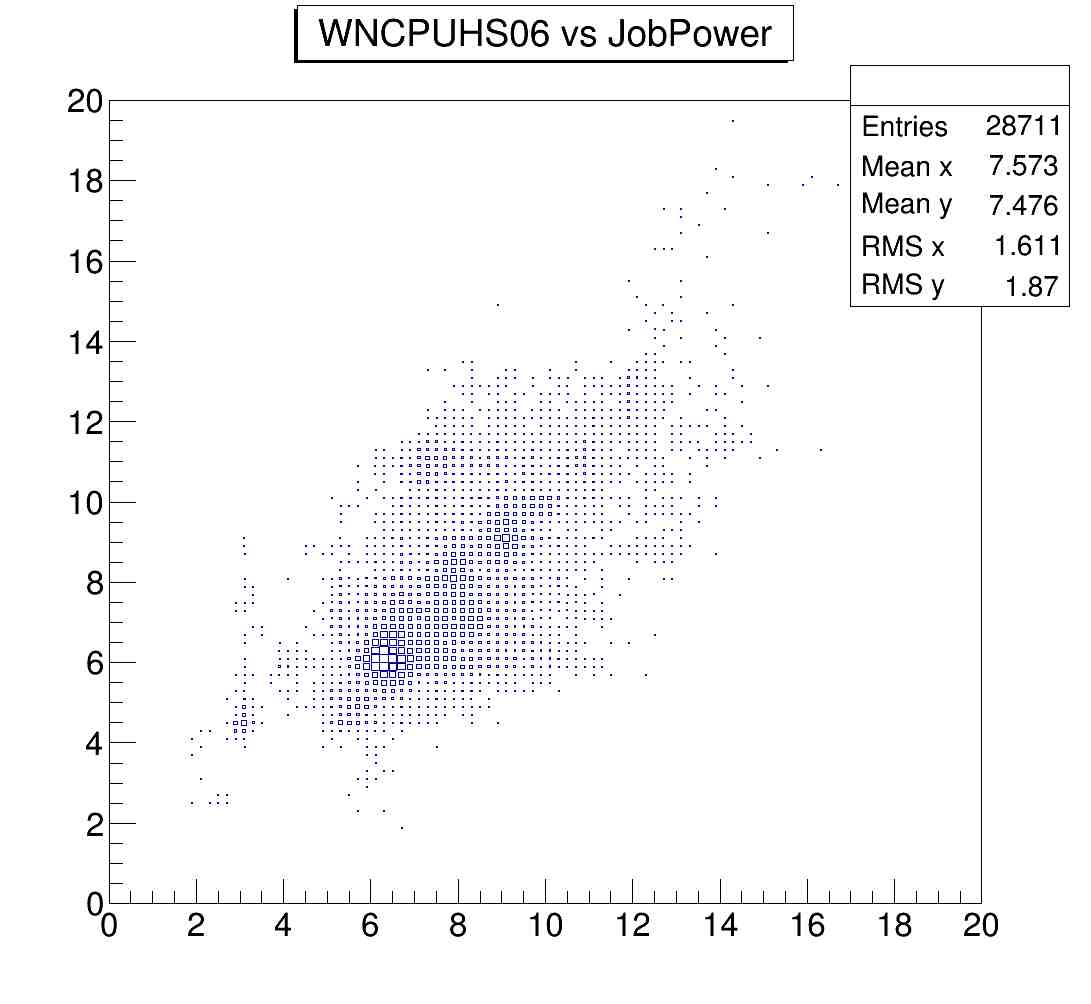 WNCPUHS06 vs JobPower
Entries 28711
Mean x 7.573
Mean y 7.476
RMS x 1.611
RMS y 1.87
20
18
16
14
12
10
8
6
4
2
0
0 2 4 6 8 10 12 14 16 18 20